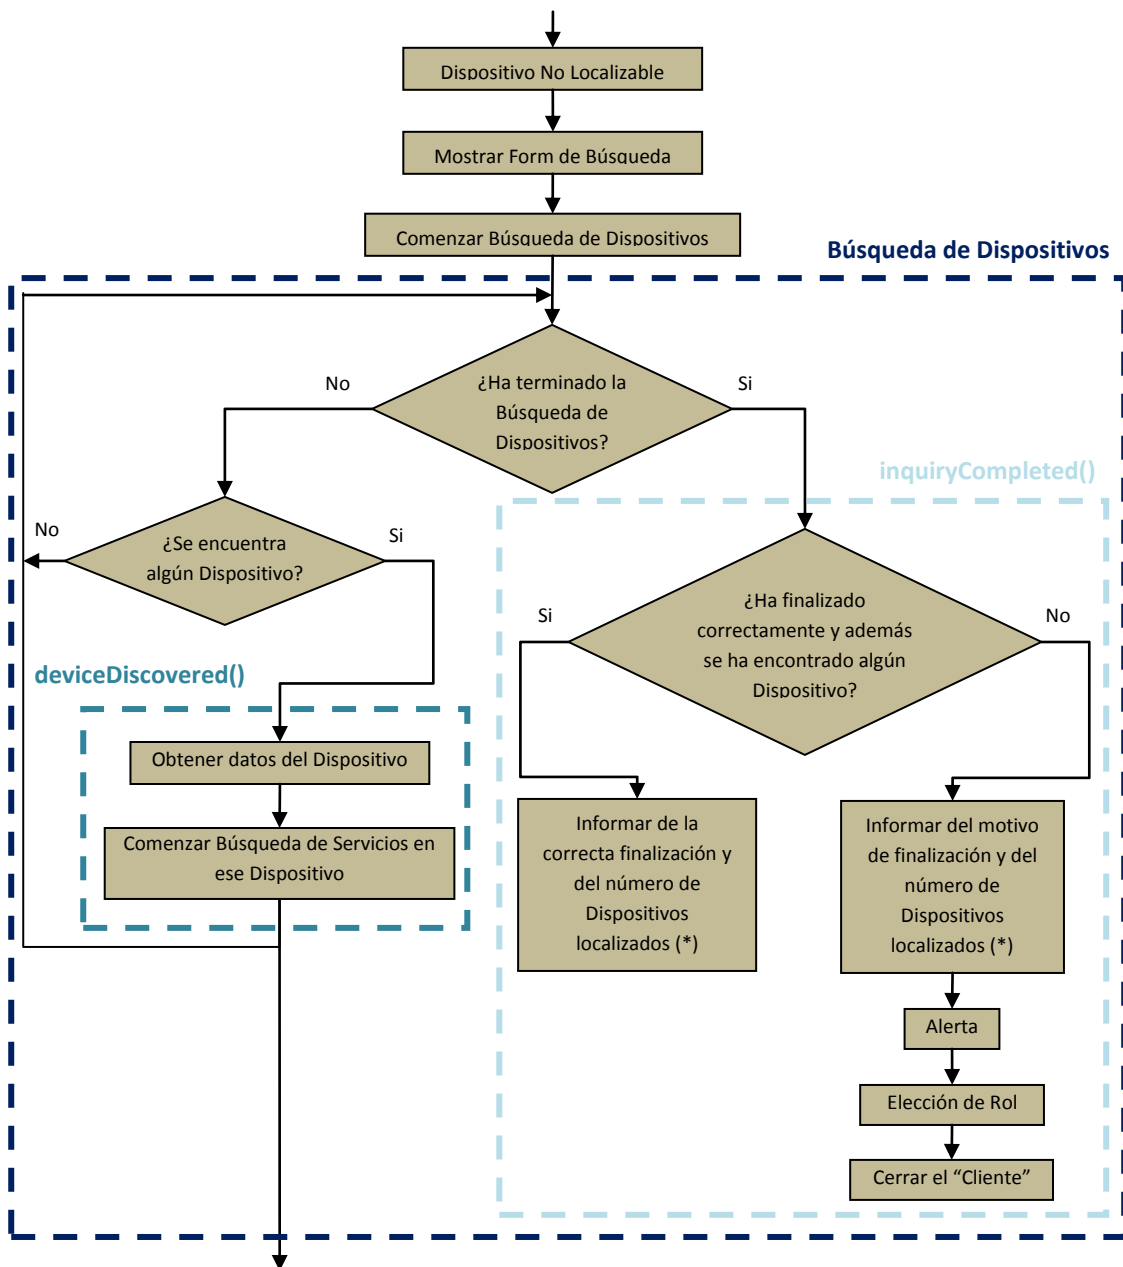 Dispositivo No Localizable
Mostrar Form de Búsqueda
Comenzar Búsqueda de Dispositivos
Búsqueda de Dispositivos
No
¿Ha terminado la
Búsqueda de
Dispositivos?
Si
inquiryCompleted()
No
¿Se encuentra
algún Dispositivo?
Si
Si
¿Ha finalizado
correctamente y además
se ha encontrado algún
Dispositivo?
No
deviceDiscovered()
Obtener datos del Dispositivo
Comenzar Búsqueda de Servicios en
ese Dispositivo
Informar de la
correcta finalización y
del número de
Dispositivos
localizados (*)
Informar del motivo
de finalización y del
número de
Dispositivos
localizados (*)
Alerta
Elección de Rol
Cerrar el “Cliente”